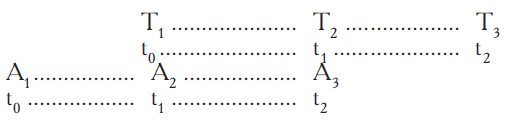 T₁ ..................... T₂ ................... T₃
t₀ ...................... t₁ ..................... t₂
A₁ ................. A₂ ................... A₃
t₀ .................. t₁ ..................... t₂